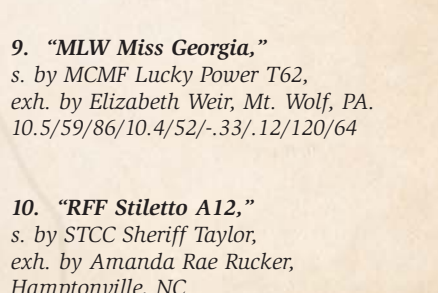 9. “MLW Miss Georgia,”
s. by MCMF Lucky Power T62,
exh. by Elizabeth Weir, Mt. Wolf, PA.
10.5/59/86/10.4/52/-.33/.12/120/64
10. “RFF Stiletto A12,”
s. by STCC Sheriff Taylor,
exh. by Amanda Rae Rucker,
Hamptonville, NC